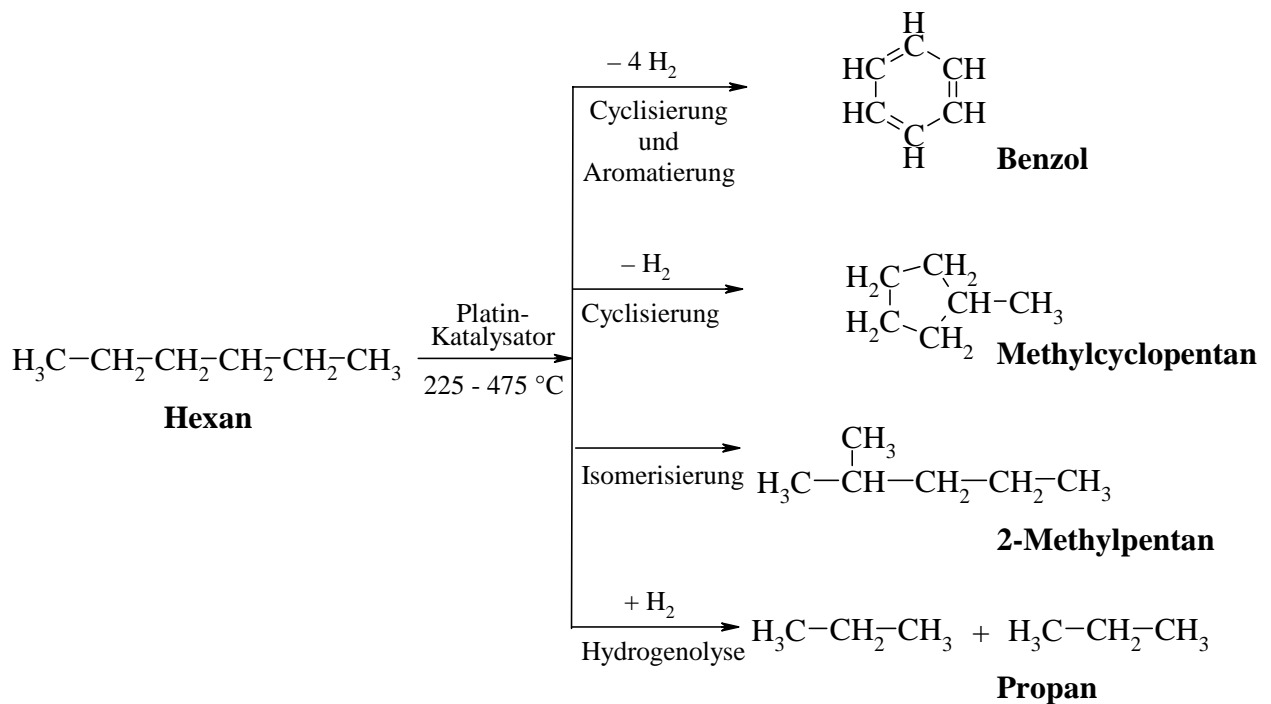 H₃C–CH₂–CH₂–CH₂–CH₂–CH₃
Hexan
Platin-
Katalysator
225 - 475 °C
– 4 H₂
Cyclisierung
und
Aromatierung
H
C
HC CH
HC CH
C
H
Benzol
– H₂
Cyclisierung
H₂C CH₂
CH–CH₃
H₂C CH₂
Methylcyclopentan
Isomerisierung
CH₃
H₃C–CH–CH₂–CH₂–CH₃
2-Methylpentan
+ H₂
Hydrogenolyse
H₃C–CH₂–CH₃ + H₃C–CH₂–CH₃
Propan